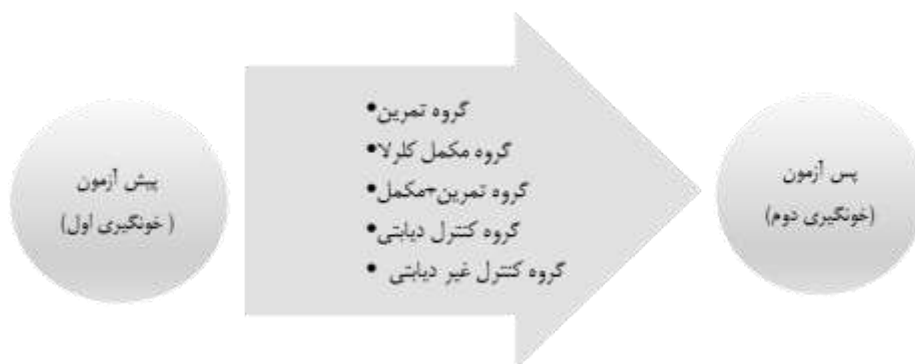 پیش آزمون
( خونگیری اول)
•گروه تمرین
•گروه مکمل کلرلا
•گروه تمرین+مکمل
•گروه کنترل دیابتی
• گروه کنترل غیر دیابتی
پس آزمون
(خونگیری دوم)